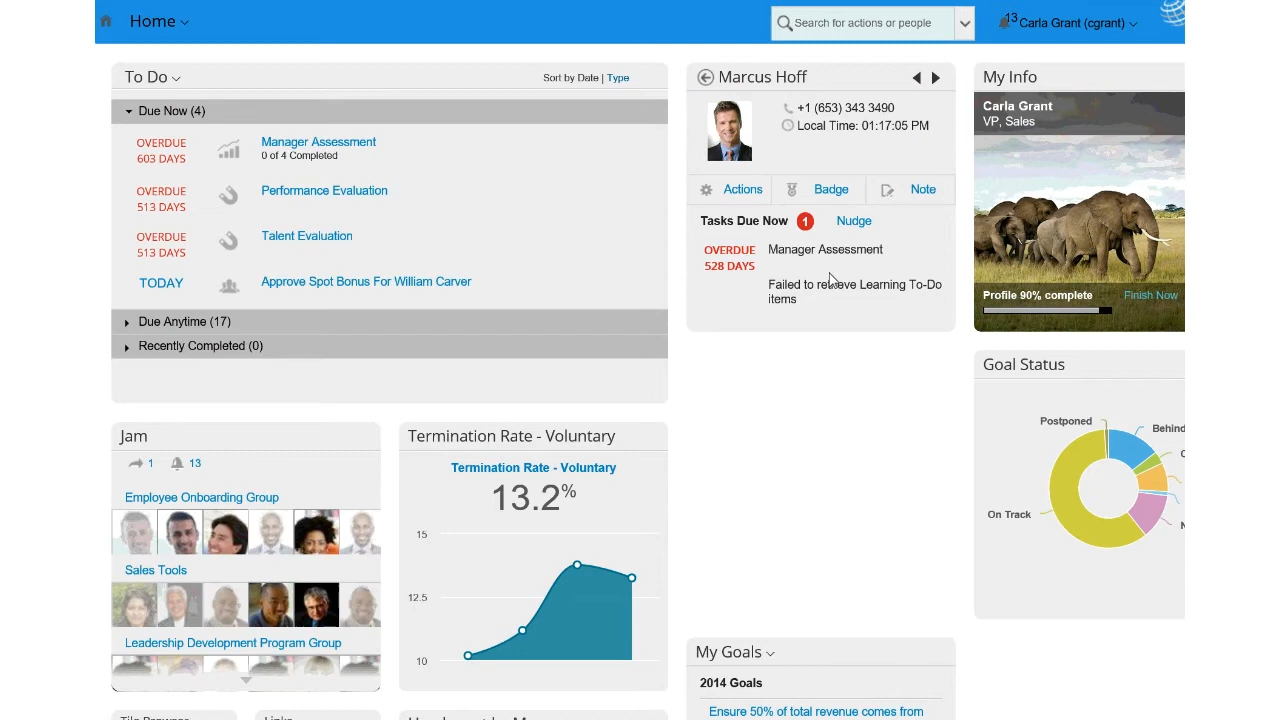 Home
Search for actions or people
13
Carla Grant (cgrant)
To Do
Sort by Date | Type
Due Now (4)
OVERDUE
603 DAYS
Manager Assessment
0 of 4 Completed
OVERDUE
513 DAYS
Performance Evaluation
OVERDUE
513 DAYS
Talent Evaluation
TODAY
Approve Spot Bonus For William Carver
Due Anytime (17)
Recently Completed (0)
Marcus Hoff
+1 (653) 343 3490
Local Time: 01:17:05 PM
Actions
Badge
Note
Tasks Due Now 1 Nudge
OVERDUE
528 DAYS
Manager Assessment
Failed to retrieve Learning To-Do
items
My Info
Carla Grant
VP, Sales
Profile 90% complete
Finish Now
Goal Status
Postponed
Behind
On Track
Jam
1
13
Employee Onboarding Group
Sales Tools
Leadership Development Program Group
Termination Rate - Voluntary
Termination Rate - Voluntary
13.2%
15
12.5
10
My Goals
2014 Goals
Ensure 50% of total revenue comes from